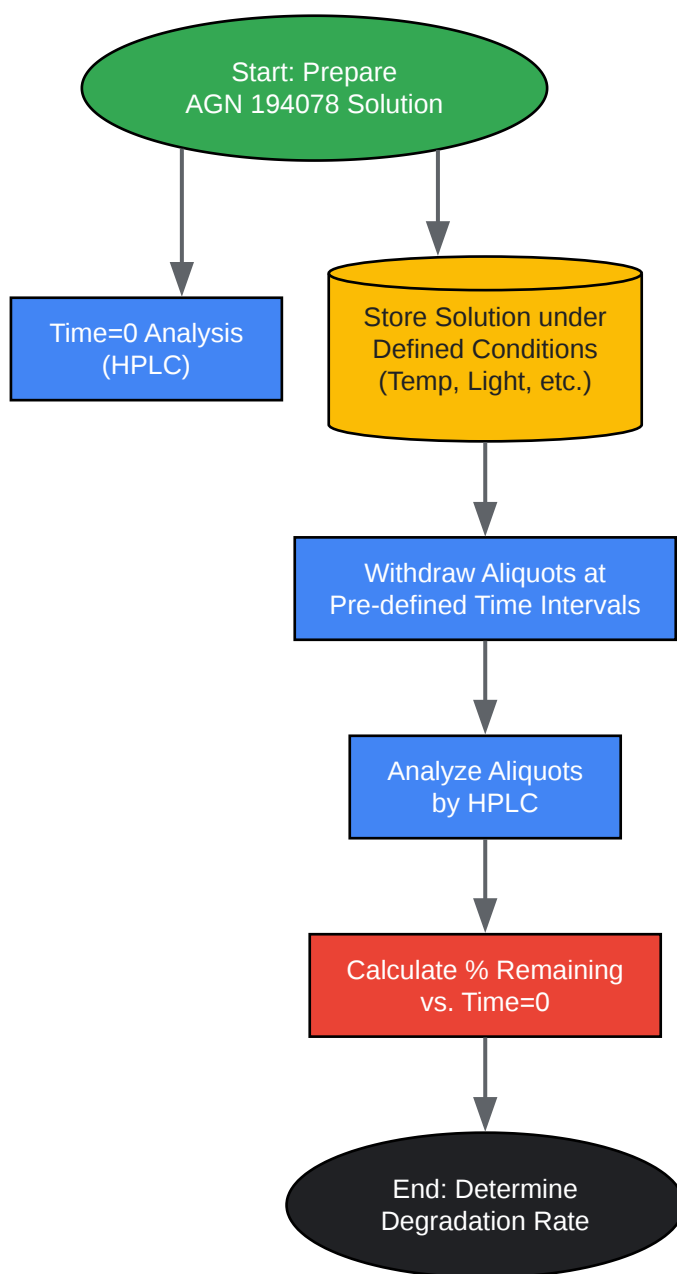 Start: Prepare
AGN 194078 Solution
Time=0 Analysis
(HPLC)
Store Solution under
Defined Conditions
(Temp, Light, etc.)
Withdraw Aliquots at
Pre-defined Time Intervals
Analyze Aliquots
by HPLC
Calculate % Remaining
vs. Time=0
End: Determine
Degradation Rate